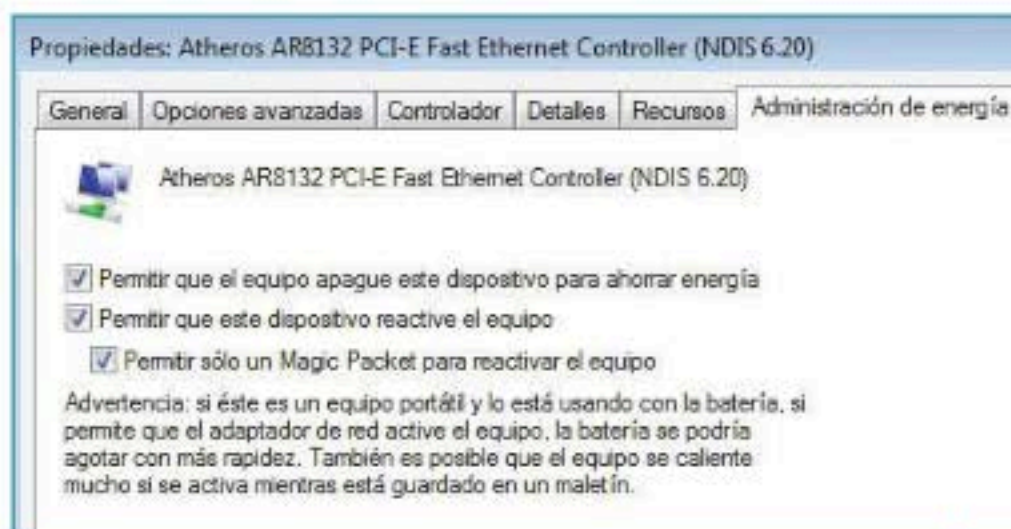 Propiedades: Atheros AR8132 PCI-E Fast Ethernet Controller (NDIS 6.20)
General Opciones avanzadas Controlador Detalles Recursos Administración de energía
Atheros AR8132 PCI-E Fast Ethernet Controller (NDIS 6.20)
Permitir que el equipo apague este dispositivo para ahorrar energía
Permitir que este dispositivo reactive el equipo
Permitir sólo un Magic Packet para reactivar el equipo
Advertencia: si éste es un equipo portátil y lo está usando con la batería, si
permite que el adaptador de red active el equipo, la batería se podría
agotar con más rapidez. También es posible que el equipo se caliente
mucho si se activa mientras está guardado en un maletín.